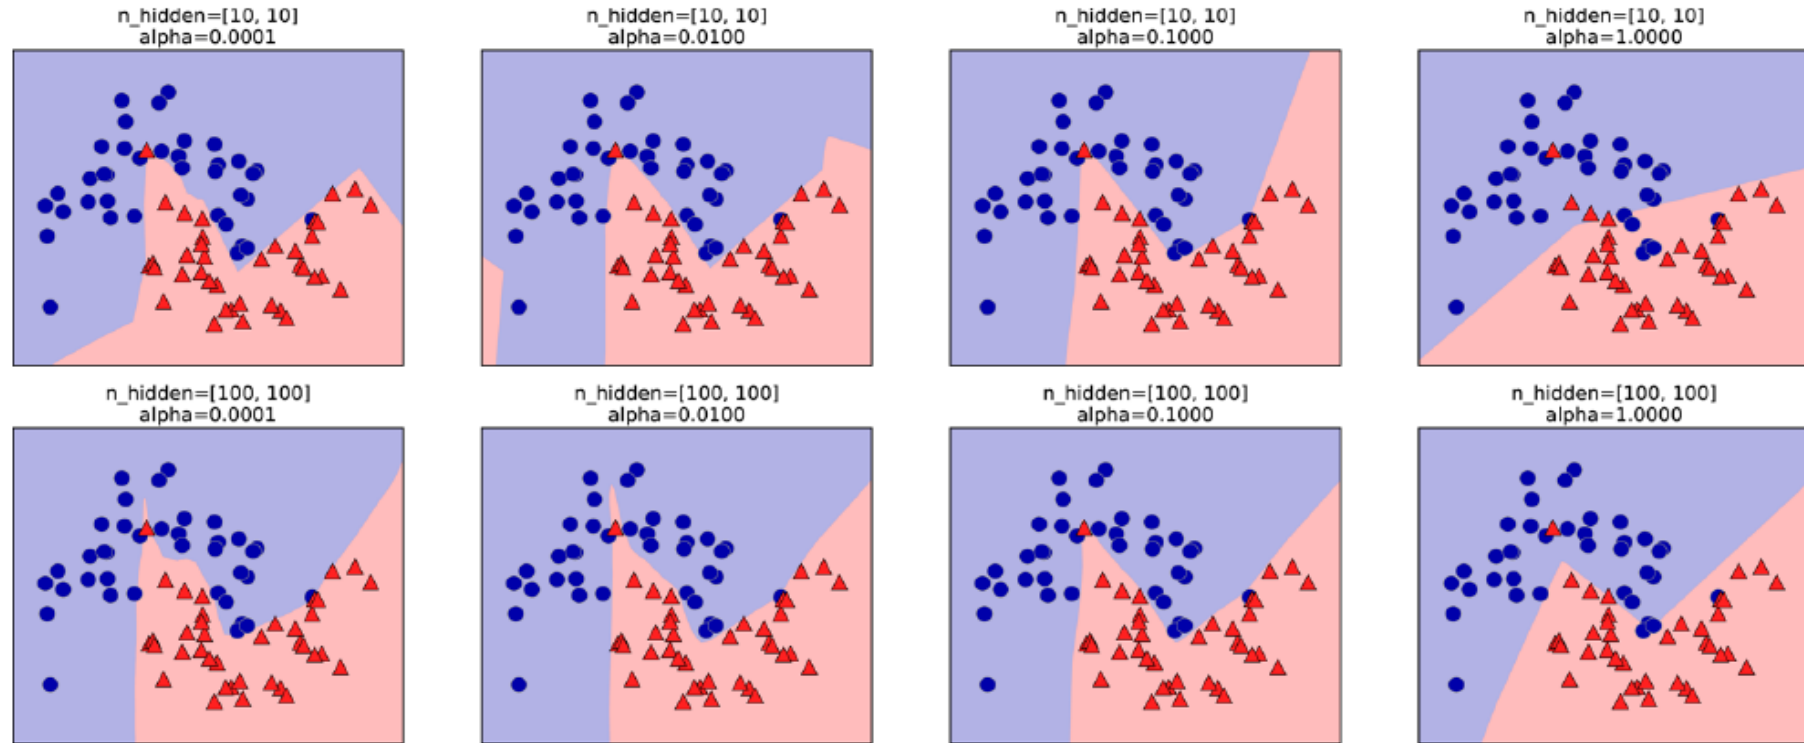 n_hidden=[10, 10]
alpha=0.0001
n_hidden=[10, 10]
alpha=0.0100
n_hidden=[10, 10]
alpha=0.1000
n_hidden=[10, 10]
alpha=1.0000
n_hidden=[100, 100]
alpha=0.0001
n_hidden=[100, 100]
alpha=0.0100
n_hidden=[100, 100]
alpha=0.1000
n_hidden=[100, 100]
alpha=1.0000